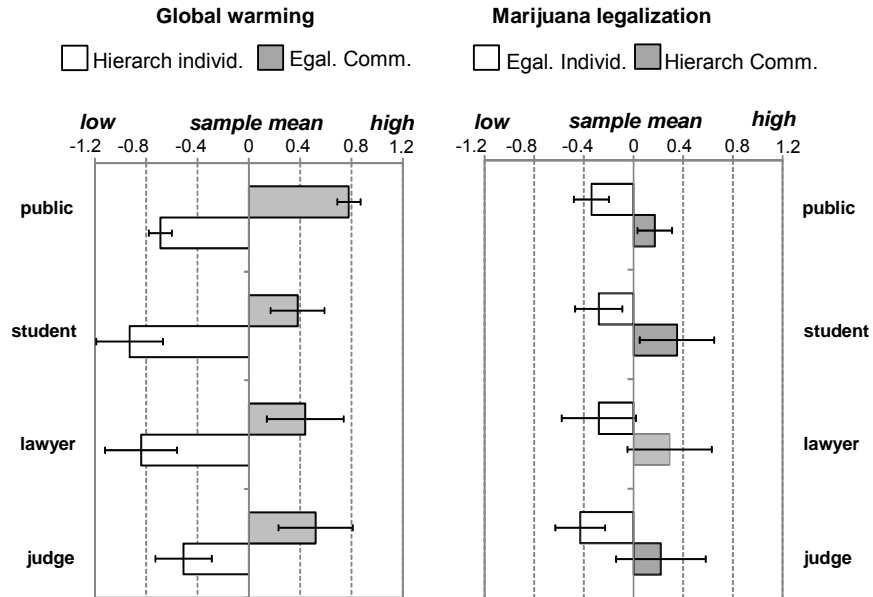 Global warming
Hierarch individ. Egal. Comm.
low sample mean high
-1.2 -0.8 -0.4 0 0.4 0.8 1.2
public
student
lawyer
judge
Marijuana legalization
Egal. Individ. Hierarch Comm.
low sample mean high
-1.2 -0.8 -0.4 0 0.4 0.8 1.2
public
student
lawyer
judge